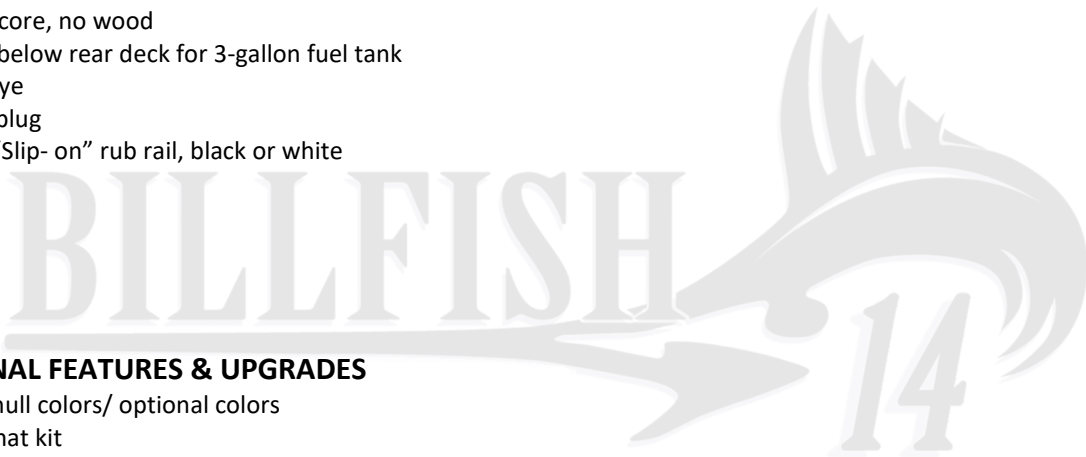 core, no wood
below rear deck for 3-gallon fuel tank
ye
plug
“Slip- on” rub rail, black or white
BILLFISH
14
NAL FEATURES & UPGRADES
hull colors/ optional colors
nat kit